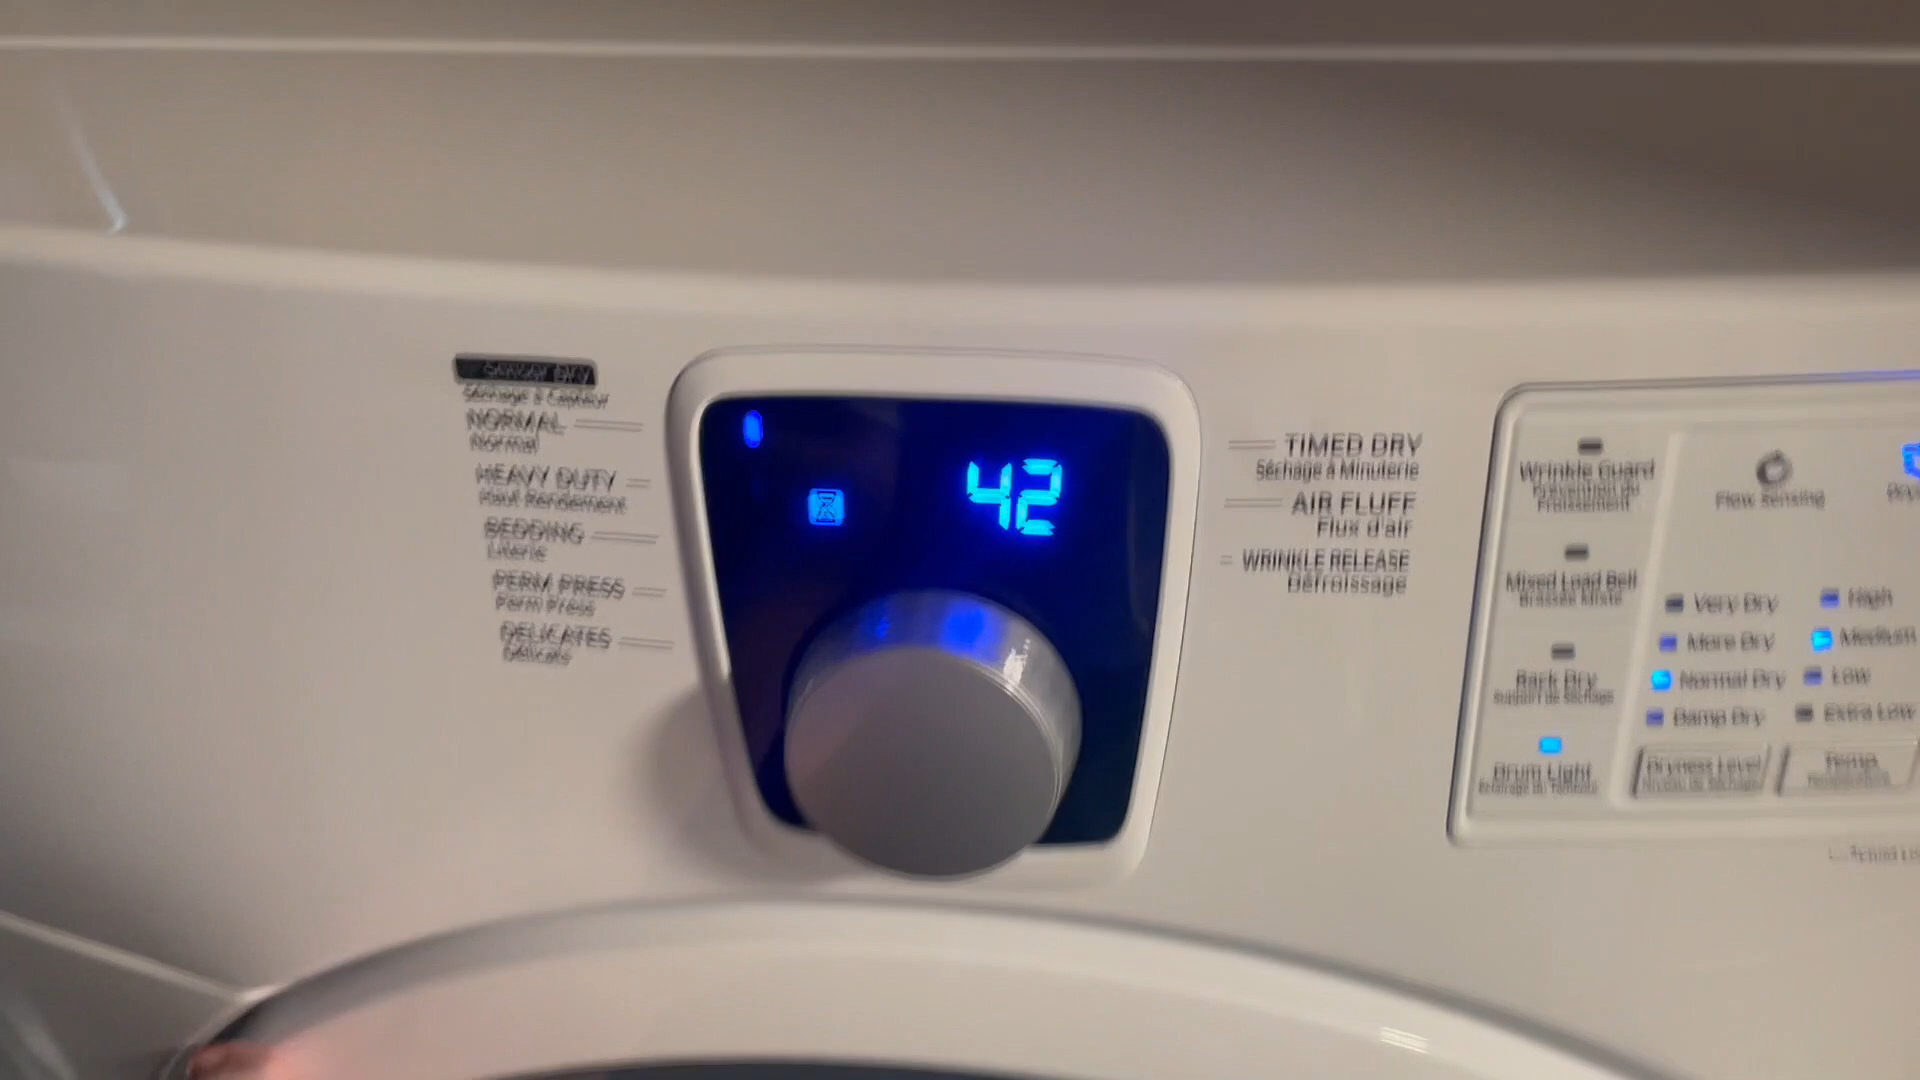 SENSOR DRY
Séchage à Capteur
NORMAL
Normal
HEAVY DUTY
Haut Rendement
BEDDING
Literie
PERM PRESS
Perm Press
DELICATES
Délicats
42
TIMED DRY
Séchage à Minuterie
AIR FLUFF
Flux d'air
WRINKLE RELEASE
Défroissage
Wrinkle Guard
Prévention du
Froissement
Mixed Load Bell
Brassée Mixte
Rack Dry
Support de Séchage
Drum Light
Éclairage du Tambour
Flow Sensing
Very Dry
More Dry
Normal Dry
Damp Dry
Dryness Level
Niveau de Séchage
High
Medium
Low
Extra Low
Temp
Température